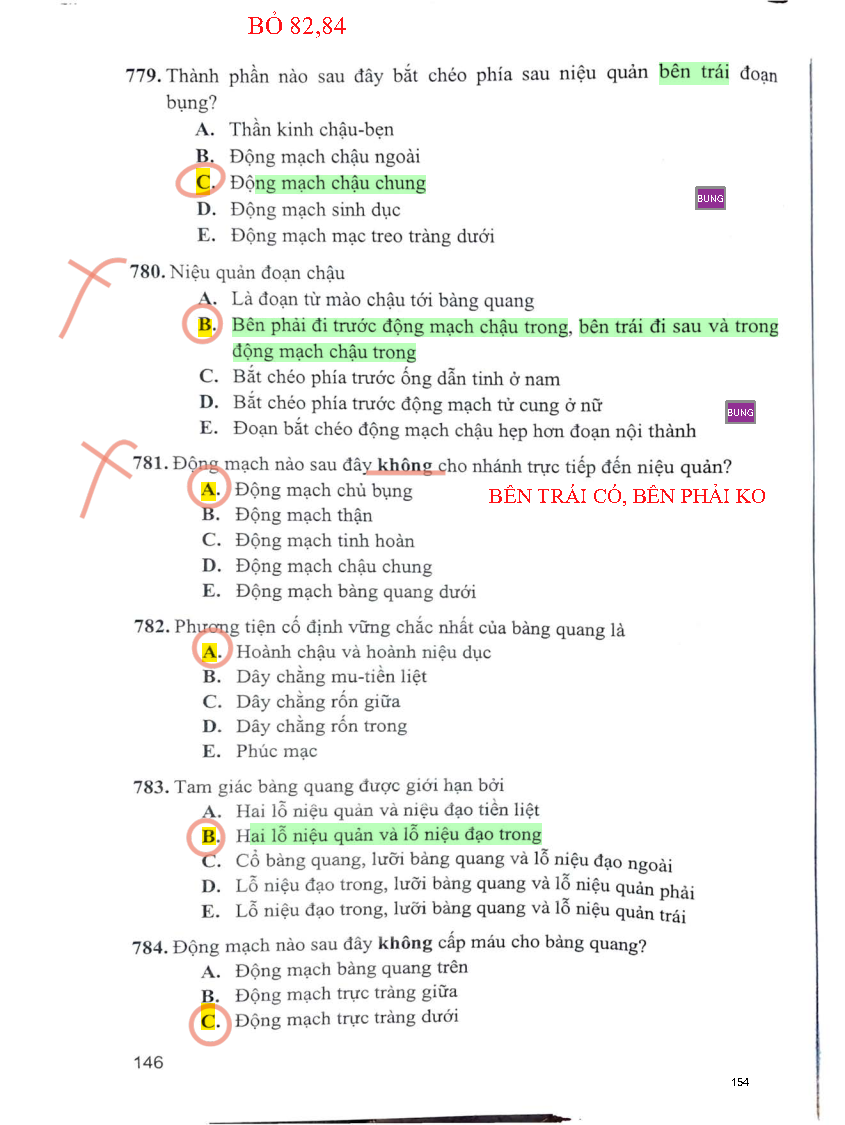 BỎ 82,84
779. Thành phần nào sau đây bắt chéo phía sau niệu quản bên trái đoạn
bụng?
A. Thần kinh chậu-bẹn
B. Động mạch chậu ngoài
C. Động mạch chậu chung
BUNG
D. Động mạch sinh dục
E. Động mạch mạc treo tràng dưới
780. Niệu quản đoạn chậu
A. Là đoạn từ mào chậu tới bàng quang
B. Bên phải đi trước động mạch chậu trong, bên trái đi sau và trong
động mạch chậu trong
C. Bắt chéo phía trước ống dẫn tinh ở nam
D. Bắt chéo phía trước động mạch tử cung ở nữ
BUNG
E. Đoạn bắt chéo động mạch chậu hẹp hơn đoạn nội thành
781. Động mạch nào sau đây không cho nhánh trực tiếp đến niệu quản?
A. Động mạch chủ bụng
BÊN TRÁI CÓ, BÊN PHẢI KO
B. Động mạch thận
C. Động mạch tinh hoàn
D. Động mạch chậu chung
E. Động mạch bàng quang dưới
782. Phương tiện cố định vững chắc nhất của bàng quang là
A. Hoành chậu và hoành niệu dục
B. Dây chằng mu-tiền liệt
C. Dây chằng rốn giữa
D. Dây chằng rốn trong
E. Phúc mạc
783. Tam giác bàng quang được giới hạn bởi
A. Hai lỗ niệu quản và niệu đạo tiền liệt
B. Hai lỗ niệu quản và lỗ niệu đạo trong
C. Cổ bàng quang, lưỡi bàng quang và lỗ niệu đạo ngoài
D. Lỗ niệu đạo trong, lưỡi bàng quang và lỗ niệu quản phải
E. Lỗ niệu đạo trong, lưỡi bàng quang và lỗ niệu quản trái
784. Động mạch nào sau đây không cấp máu cho bàng quang?
A. Động mạch bàng quang trên
B. Động mạch trực tràng giữa
C. Động mạch trực tràng dưới
146
154